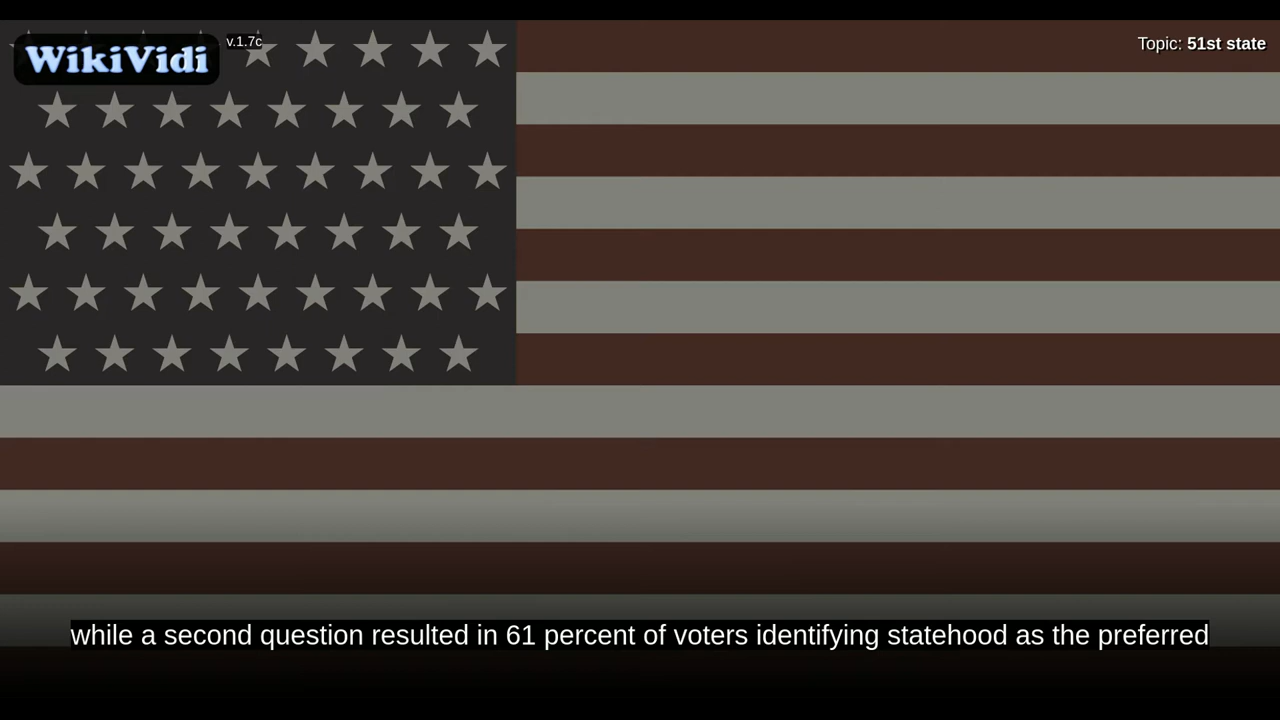 WikiVidi
v.1.7c
Topic: 51st state
while a second question resulted in 61 percent of voters identifying statehood as the preferred